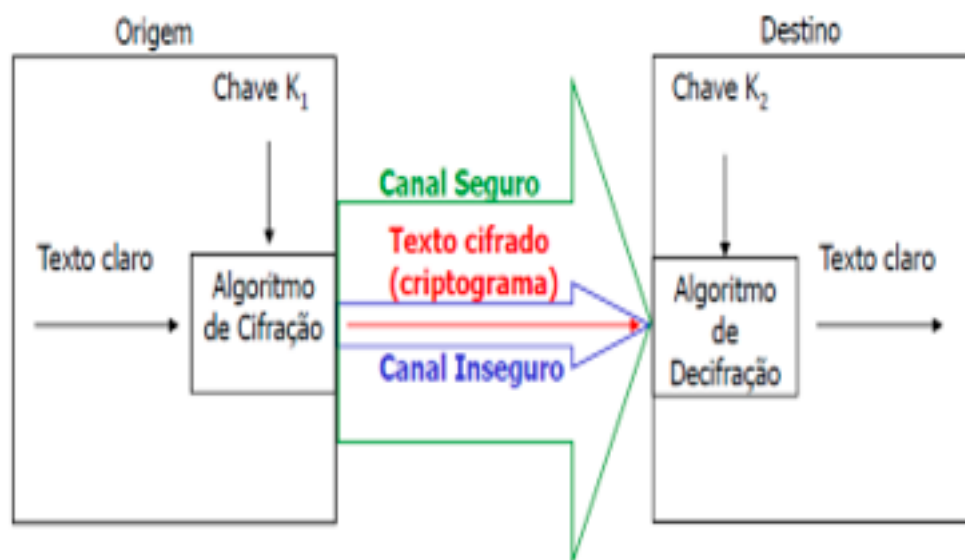 Origem
Destino
Chave K1
Chave K2
Canal Seguro
Texto claro
Algoritmo
de Cifração
Texto cifrado
(criptograma)
Canal Inseguro
Algoritmo
de
Decifração
Texto claro